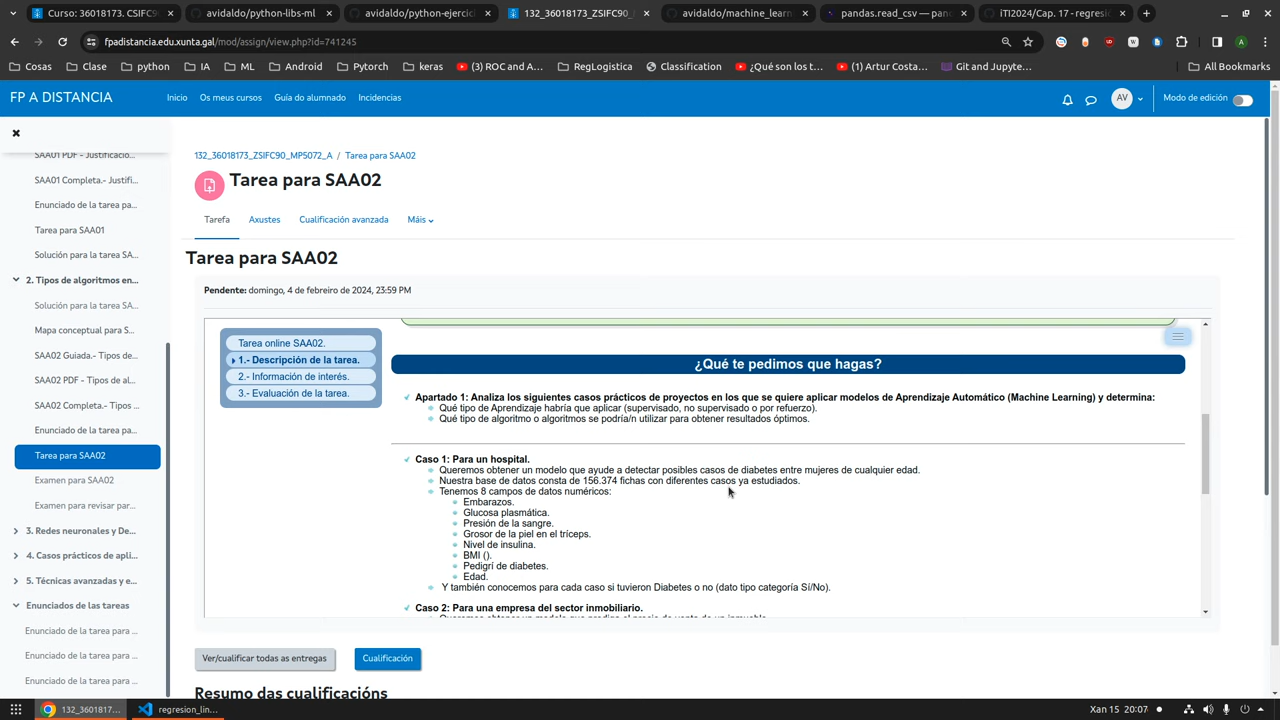 Curso: 36018173. CSIFC9
avidaldo/python-libs-ml
avidaldo/python-ejercic
132_36018173_ZSIFC90_
avidaldo/machine_learn
pandas.read_csv — pan
iTI2024/Cap. 17 - regresi
fpadistancia.edu.xunta.gal/mod/assign/view.php?id=741245
Cosas
Clase
python
IA
ML
Android
Pytorch
keras
(3) ROC and A...
RegLogistica
Classification
¿Qué son los t...
(1) Artur Costa...
Git and Jupyte...
All Bookmarks
FP A DISTANCIA
Inicio
Os meus cursos
Guía do alumnado
Incidencias
AV
Modo de edición
SAA01 PDF - Justificació...
SAA01 Completa.- Justifi...
Enunciado de la tarea pa...
Tarea para SAA01
Solución para la tarea SA...
2. Tipos de algoritmos en...
Solución para la tarea SA...
Mapa conceptual para S...
SAA02 Guiada.- Tipos de...
SAA02 PDF - Tipos de al...
SAA02 Completa.- Tipos ...
Enunciado de la tarea pa...
Tarea para SAA02
Examen para SAA02
Examen para revisar par...
3. Redes neuronales y De...
4. Casos prácticos de apli...
5. Técnicas avanzadas y e...
Enunciados de las tareas
Enunciado de la tarea para ...
Enunciado de la tarea para ...
Enunciado de la tarea para ...
132_36018173_ZSIFC90_MP5072_A / Tarea para SAA02
Tarea para SAA02
Tarefa
Axustes
Cualificación avanzada
Máis
Tarea para SAA02
Pendente: domingo, 4 de febreiro de 2024, 23:59 PM
Tarea online SAA02.
1.- Descripción de la tarea.
2.- Información de interés.
3.- Evaluación de la tarea.
¿Qué te pedimos que hagas?
Apartado 1: Analiza los siguientes casos prácticos de proyectos en los que se quiere aplicar modelos de Aprendizaje Automático (Machine Learning) y determina:
Qué tipo de Aprendizaje habría que aplicar (supervisado, no supervisado o por refuerzo).
Qué tipo de algoritmo o algoritmos se podría/n utilizar para obtener resultados óptimos.
Caso 1: Para un hospital.
Queremos obtener un modelo que ayude a detectar posibles casos de diabetes entre mujeres de cualquier edad.
Nuestra base de datos consta de 156.374 fichas con diferentes casos ya estudiados.
Tenemos 8 campos de datos numéricos:
Embarazos.
Glucosa plasmática.
Presión de la sangre.
Grosor de la piel en el tríceps.
Nivel de insulina.
BMI ().
Pedigrí de diabetes.
Edad.
Y también conocemos para cada caso si tuvieron Diabetes o no (dato tipo categoría Sí/No).
Caso 2: Para una empresa del sector inmobiliario.
Queremos obtener un modelo que prediga el precio de venta de un inmueble
Ver/cualificar todas as entregas
Cualificación
Resumo das cualificacións
132_3601817...
regresion_lin...
Xan 15 20:07